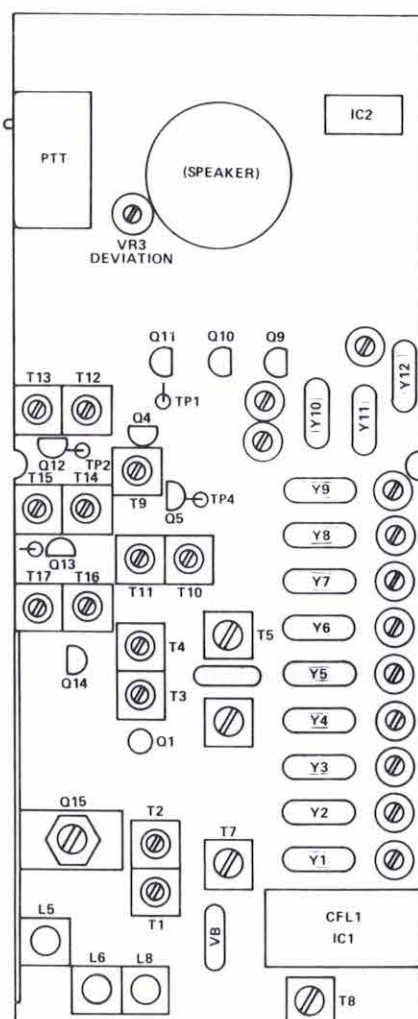 IC2
PTT
(SPEAKER)
VR3
DEVIATION
Q11
Q10
Q9
T13
T12
Y12
TP1
Q4
Y10
Y11
Q12
TP2
T9
T15
T14
Q5
TP4
Y9
Y8
Q13
T17
T16
T11
T10
Y7
T4
T5
Y6
Q14
T3
Y5
Q1
Y4
Y3
Q15
T2
T7
Y2
Y1
T1
L5
L6
L8
VB
CFL1
IC1
T8